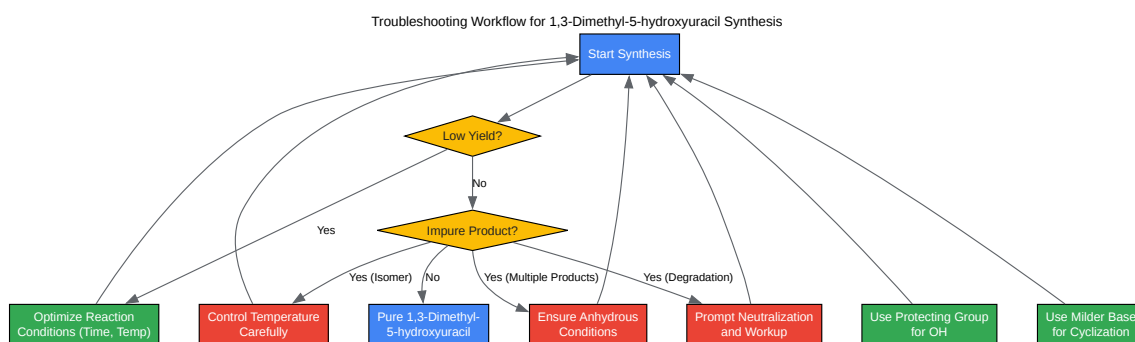 Troubleshooting Workflow for 1,3-Dimethyl-5-hydroxyuracil Synthesis
Start Synthesis
Low Yield?
No
Yes
Impure Product?
Yes (Isomer)
No
Yes (Multiple Products)
Yes (Degradation)
Optimize Reaction
Conditions (Time, Temp)
Control Temperature
Carefully
Pure 1,3-Dimethyl-
5-hydroxyuracil
Ensure Anhydrous
Conditions
Prompt Neutralization
and Workup
Use Protecting Group
for OH
Use Milder Base
for Cyclization